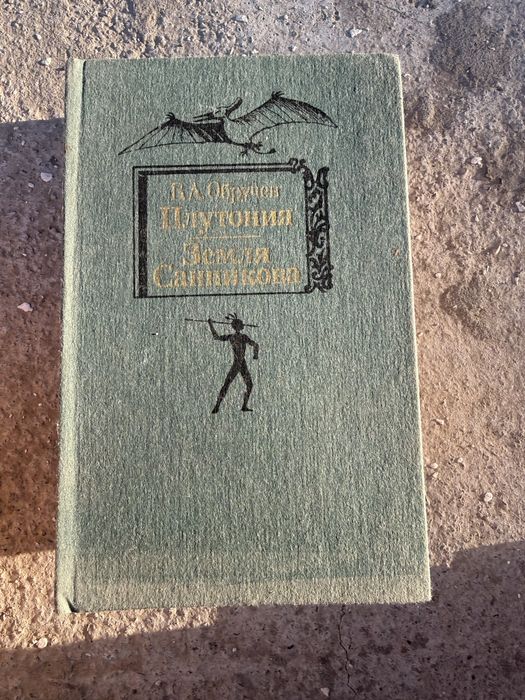 В.А.Обручев
Плутония
Земля
Санникова